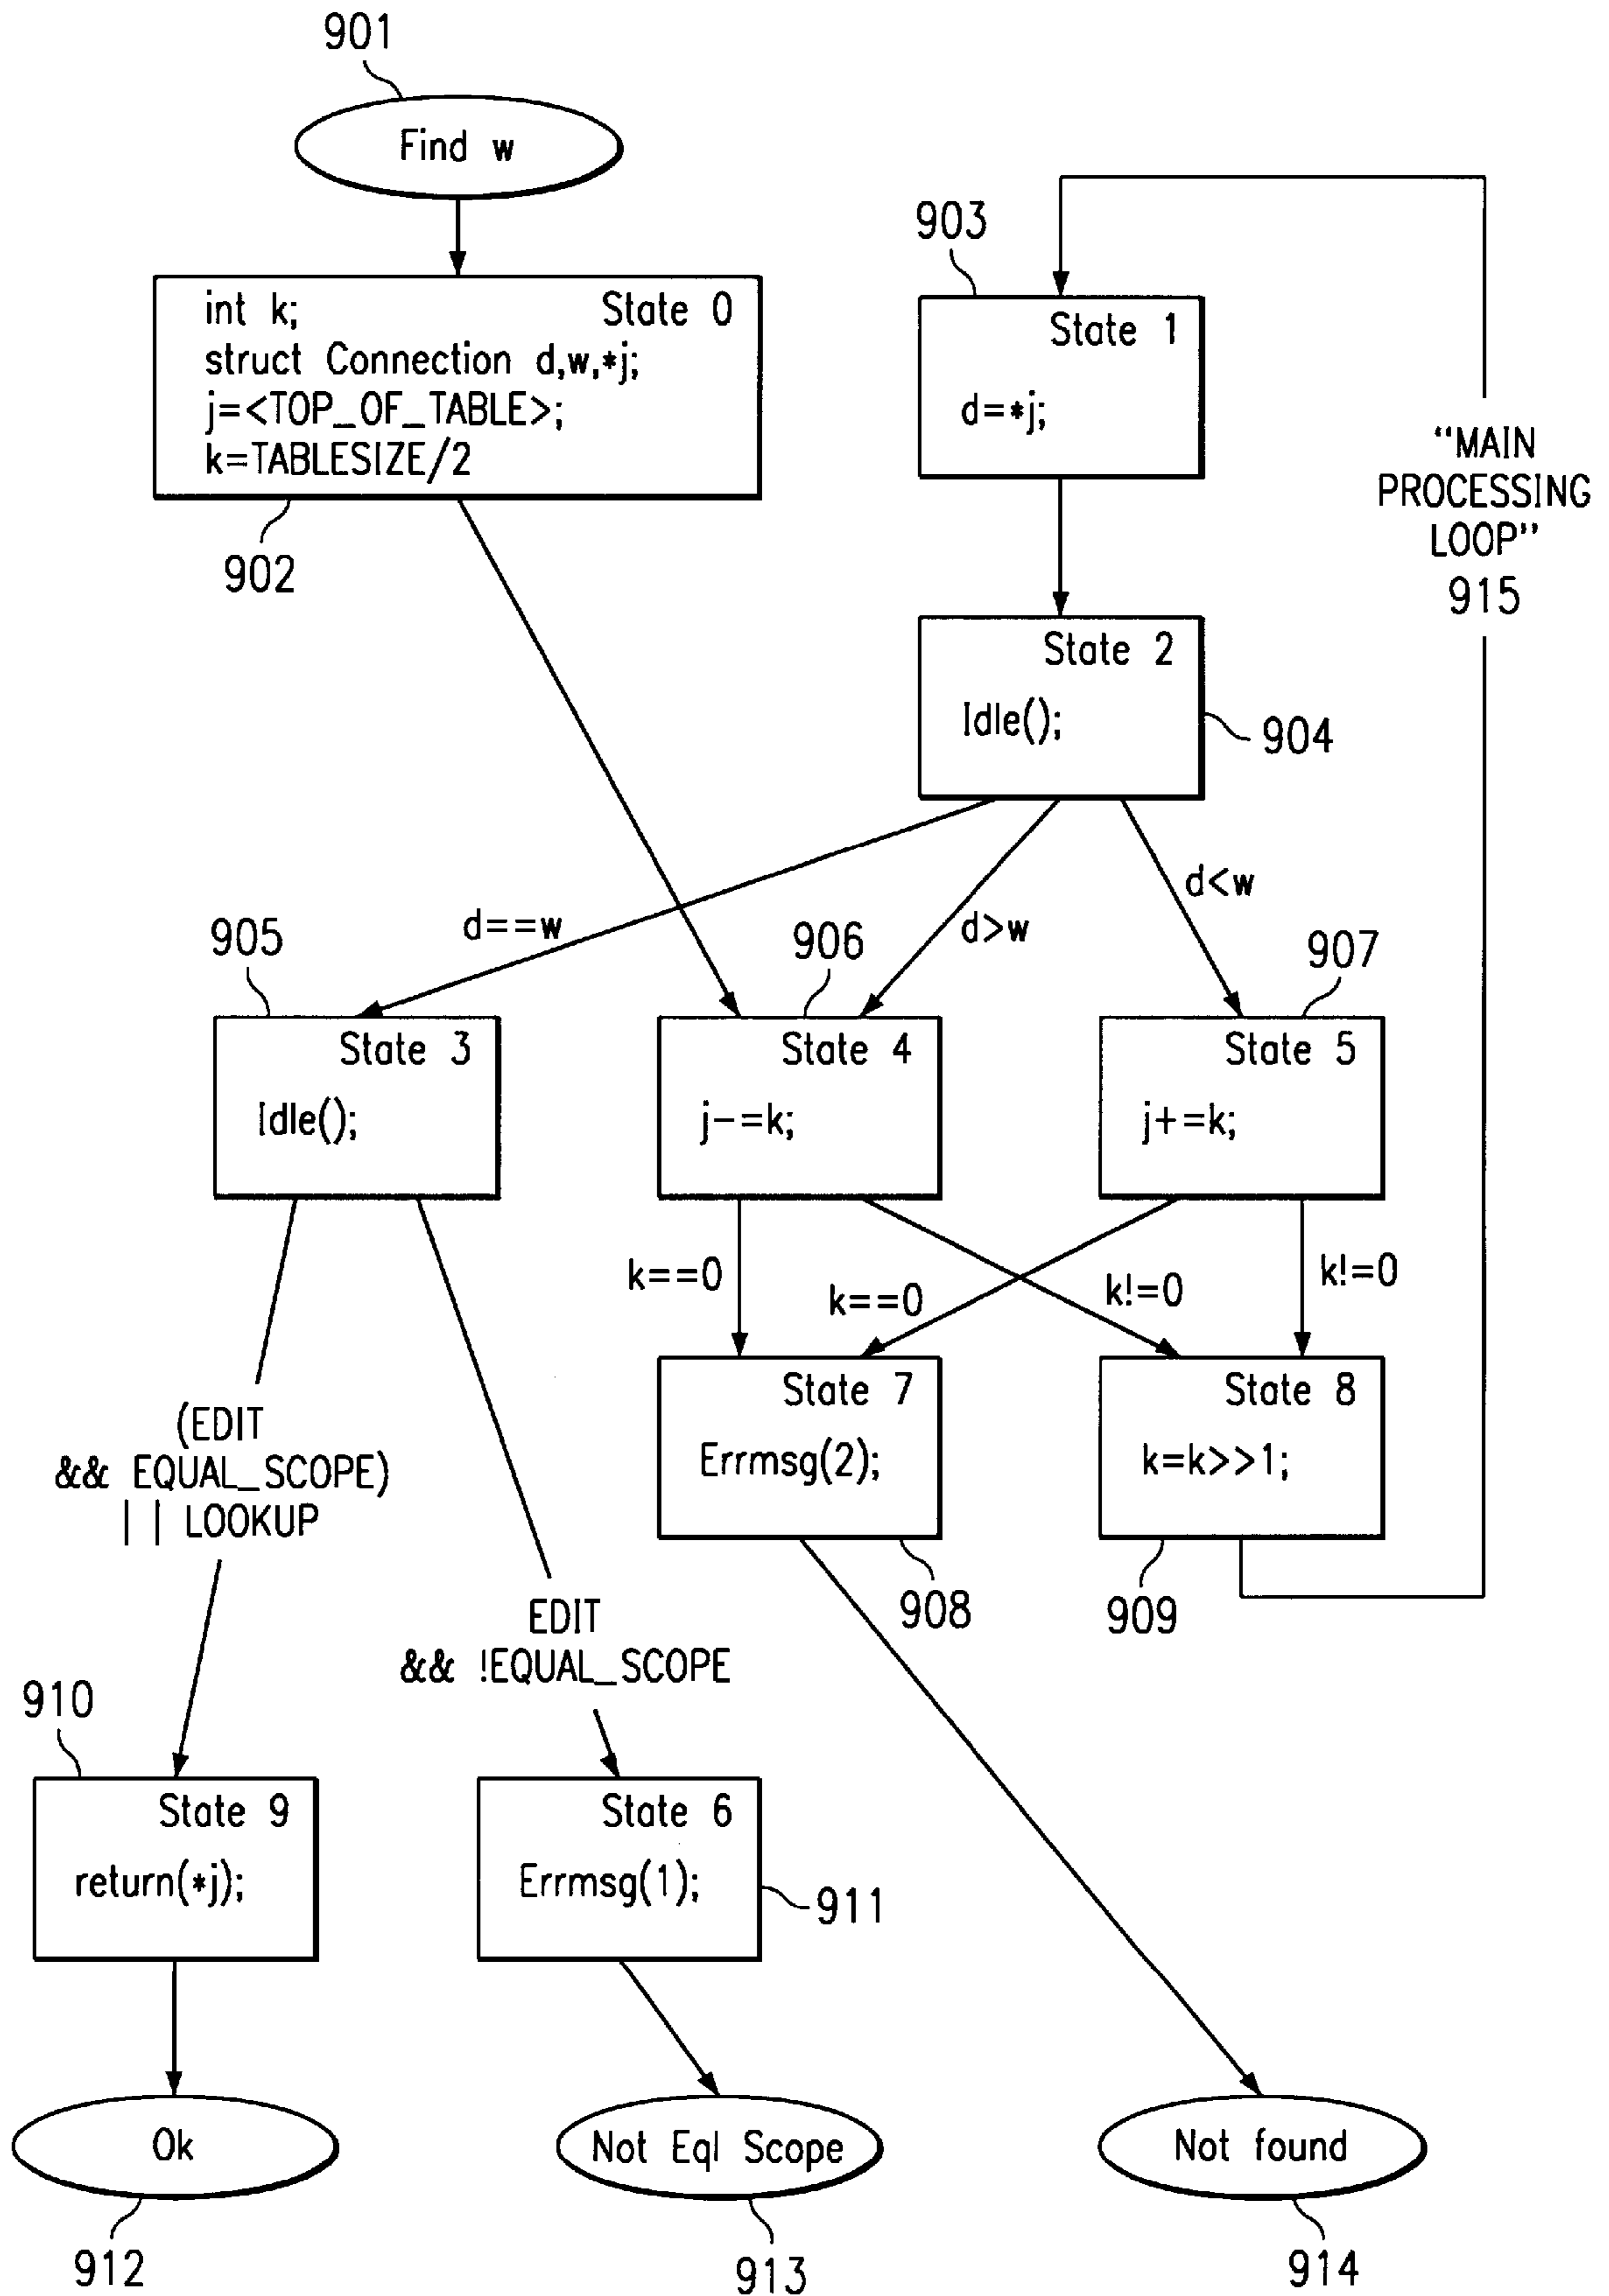 901
Find w
903
int k; State 0
struct Connection d,w,*j;
j=<TOP_OF_TABLE>;
k=TABLESIZE/2
902
State 1
d=*j;
"MAIN
PROCESSING
LOOP"
915
State 2
Idle();
904
d==w
d>w
d<w
905
906
907
State 3
Idle();
State 4
j-=k;
State 5
j+=k;
k==0
k==0
k!=0
k!=0
(EDIT
&& EQUAL_SCOPE)
|| LOOKUP
State 7
Errmsg(2);
908
State 8
k=k>>1;
909
EDIT
&& !EQUAL_SCOPE
910
State 9
return(*j);
State 6
Errmsg(1);
911
Ok
Not Eql Scope
Not found
912
913
914